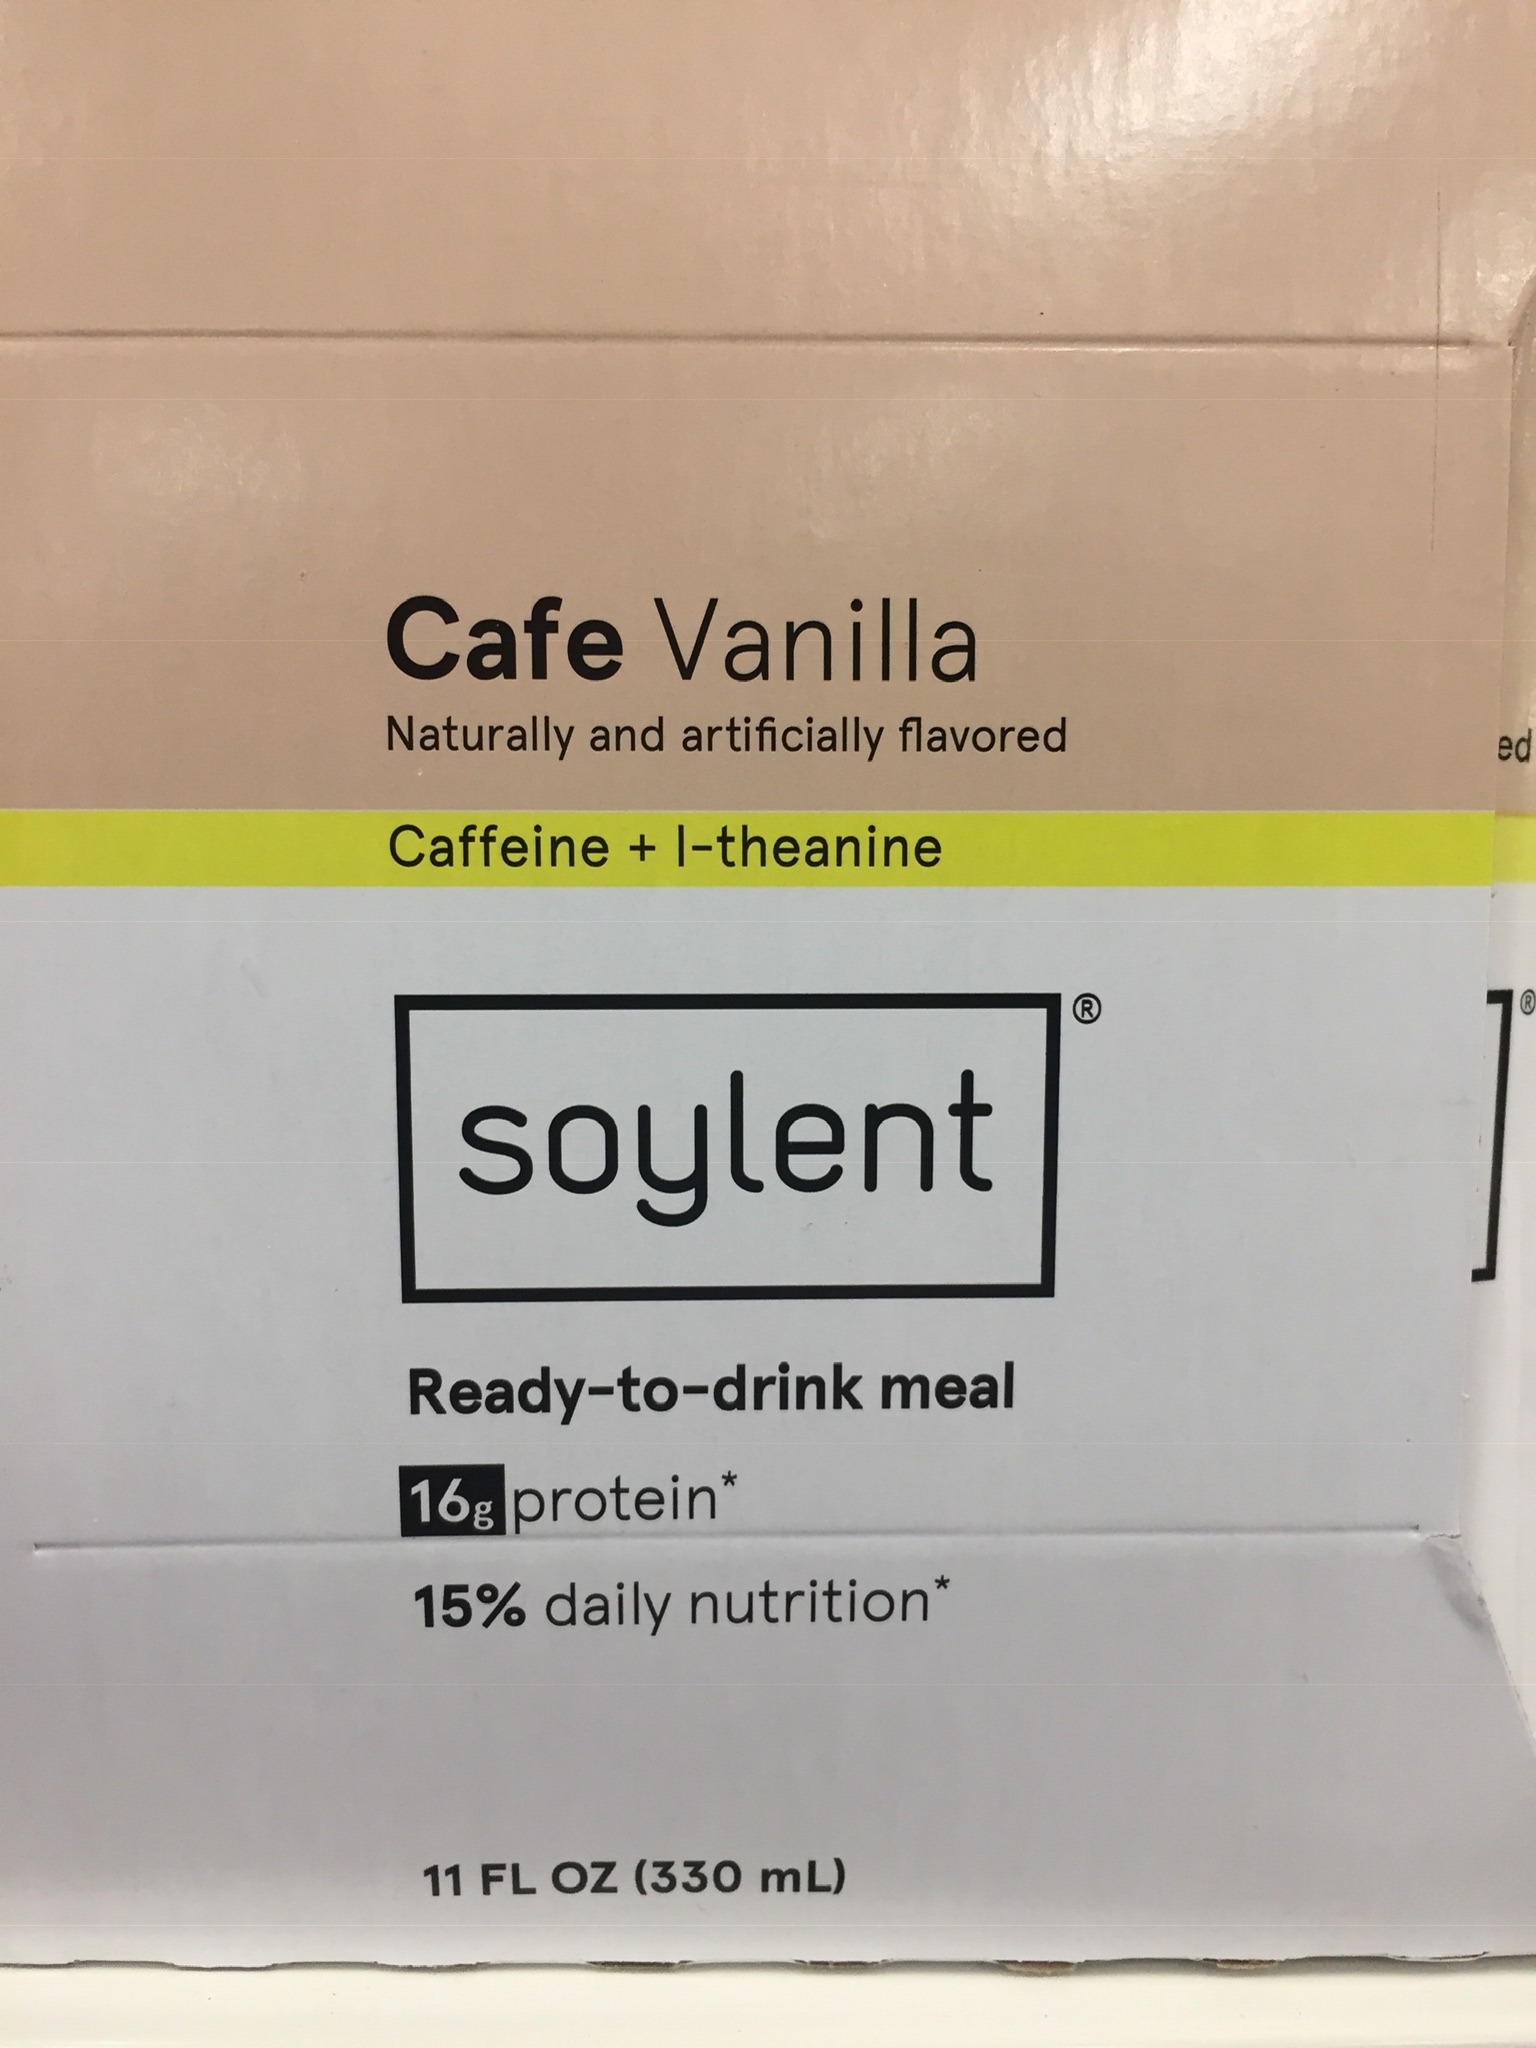 Cafe Vanilla
Naturally and artificially flavored
ed
Caffeine + l-theanine
soylent®
®
Ready-to-drink meal
16g protein*
15% daily nutrition*
11 FL OZ (330 mL)